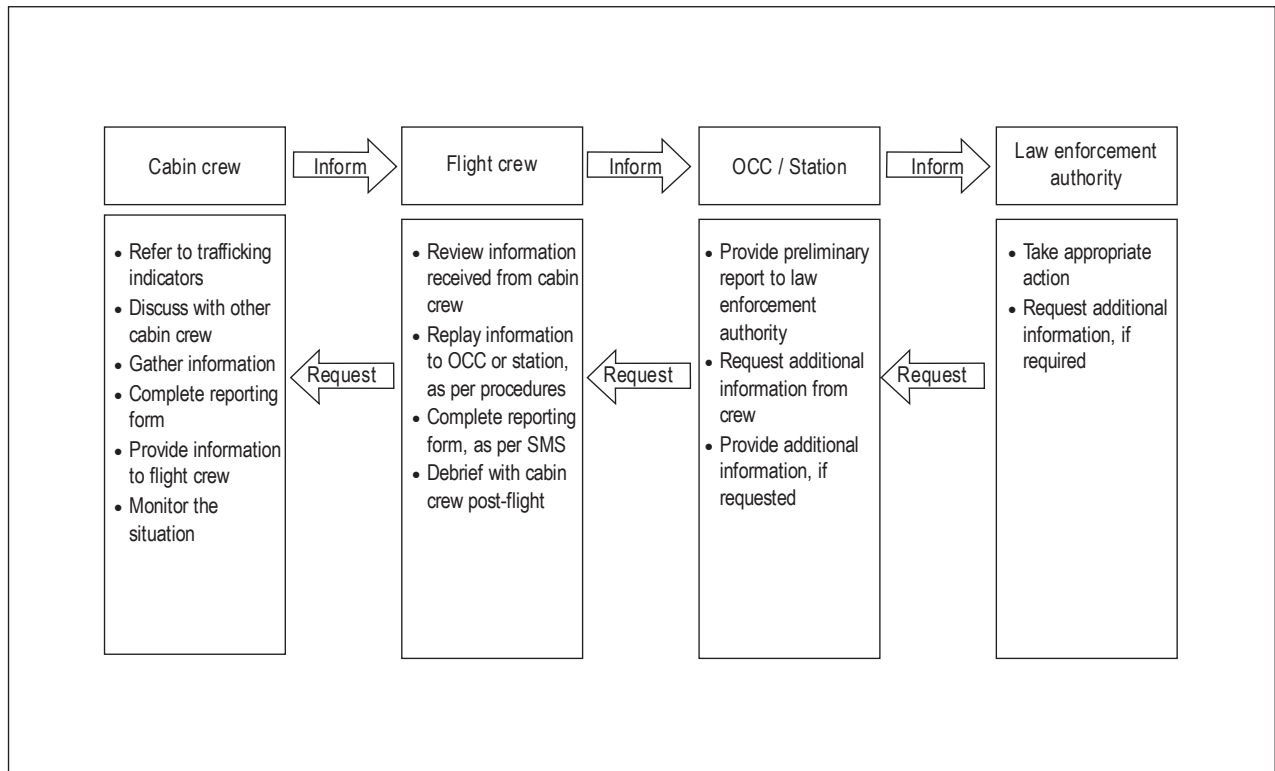 Cabin crew
Inform
Flight crew
Inform
OCC / Station
Inform
Law enforcement
authority
• Refer to trafficking
indicators
• Discuss with other
cabin crew
• Gather information
• Complete reporting
form
• Provide information
to flight crew
• Monitor the
situation
Request
• Review information
received from cabin
crew
• Replay information
to OCC or station,
as per procedures
• Complete reporting
form, as per SMS
• Debrief with cabin
crew post-flight
Request
• Provide preliminary
report to law
enforcement
authority
• Request additional
information from
crew
• Provide additional
information, if
requested
Request
• Take appropriate
action
• Request additional
information, if
required